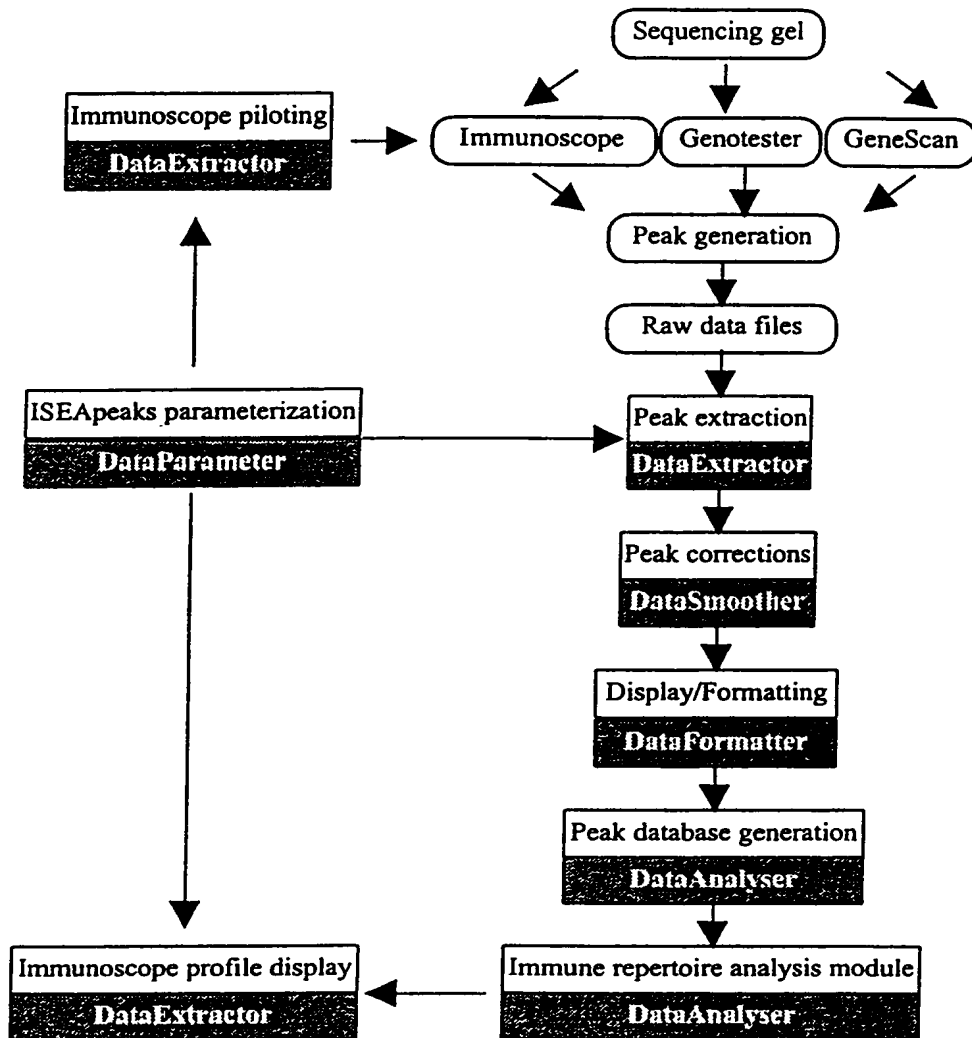 Sequencing gel
Immunoscope piloting
DataExtractor
Immunoscope
Genotester
GeneScan
Peak generation
Raw data files
ISEApeaks parameterization
DataParameter
Peak extraction
DataExtractor
Peak corrections
DataSmoother
Display/Formatting
DataFormatter
Peak database generation
DataAnalyser
Immunoscope profile display
DataExtractor
Immune repertoire analysis module
DataAnalyser